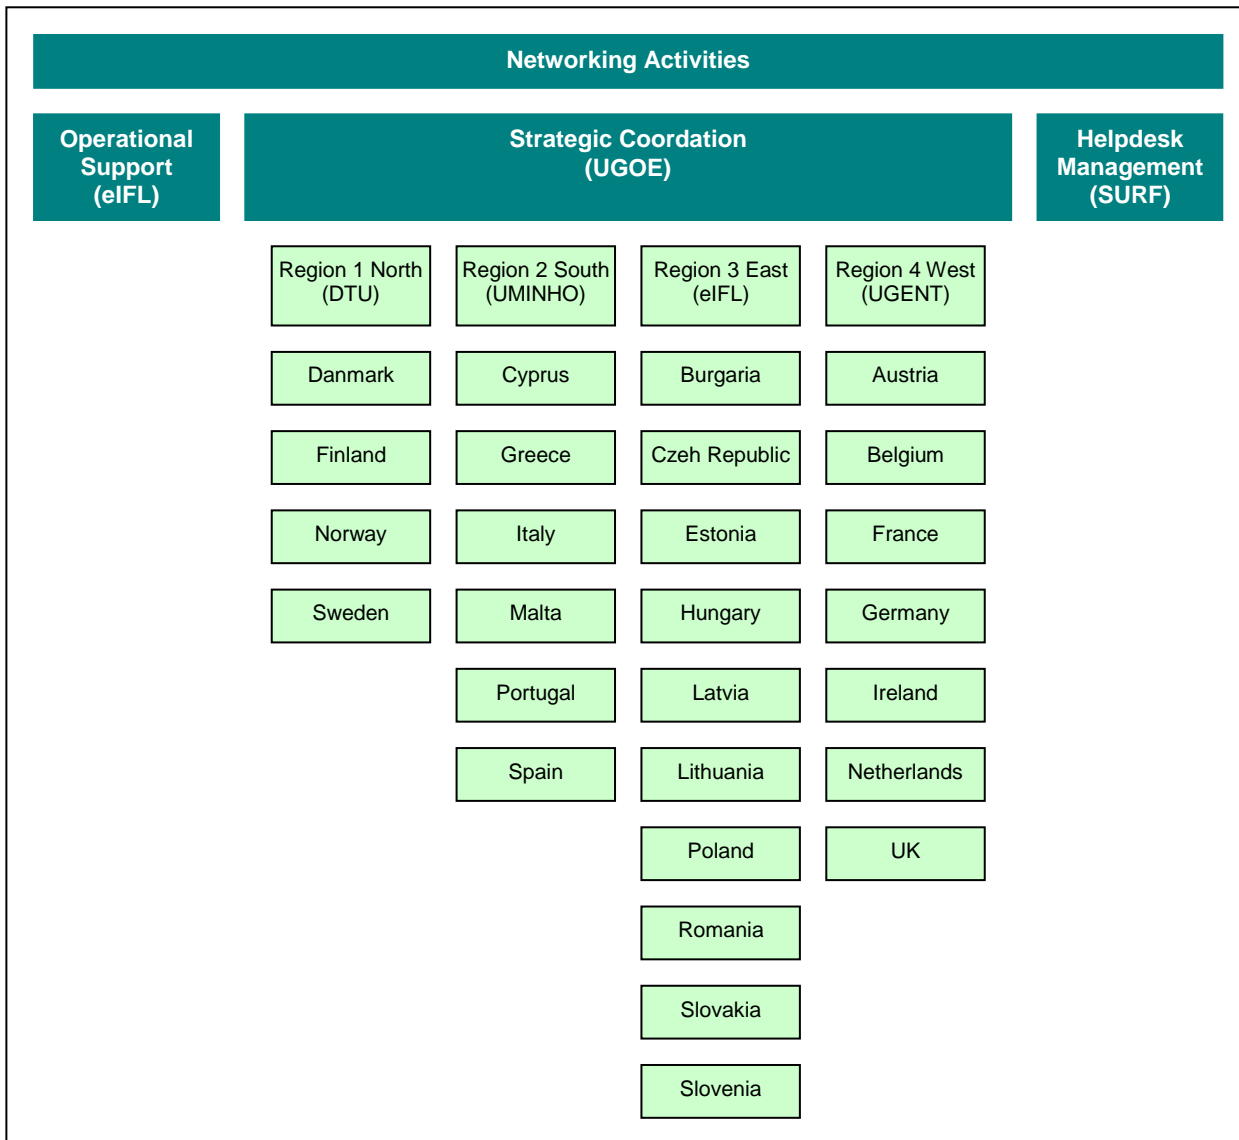 Networking Activities
Operational
Support
(eIFL)
Strategic Coordation
(UGOE)
Helpdesk
Management
(SURF)
Region 1 North
(DTU)
Danmark
Finland
Norway
Sweden
Region 2 South
(UMINHO)
Cyprus
Greece
Italy
Malta
Portugal
Spain
Region 3 East
(eIFL)
Burgaria
Czeh Republic
Estonia
Hungary
Latvia
Lithuania
Poland
Romania
Slovakia
Slovenia
Region 4 West
(UGENT)
Austria
Belgium
France
Germany
Ireland
Netherlands
UK